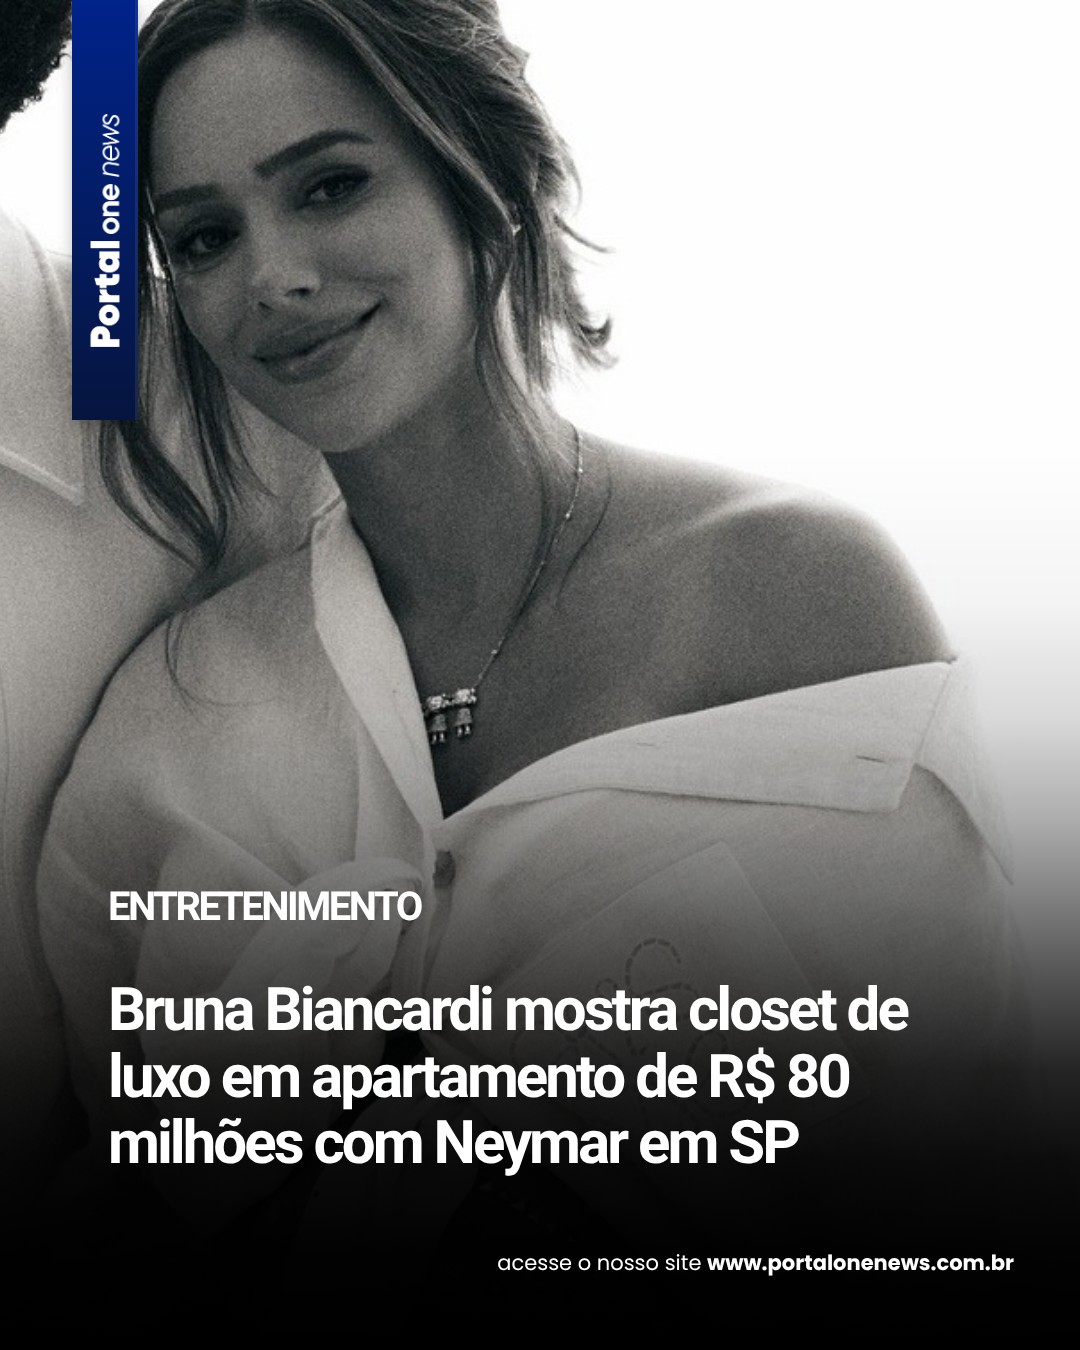 Portal one news
ENTRETENIMENTO
Bruna Biancardi mostra closet de
luxo em apartamento de R$ 80
milhões com Neymar em SP
acesse o nosso site www.portalonenews.com.br